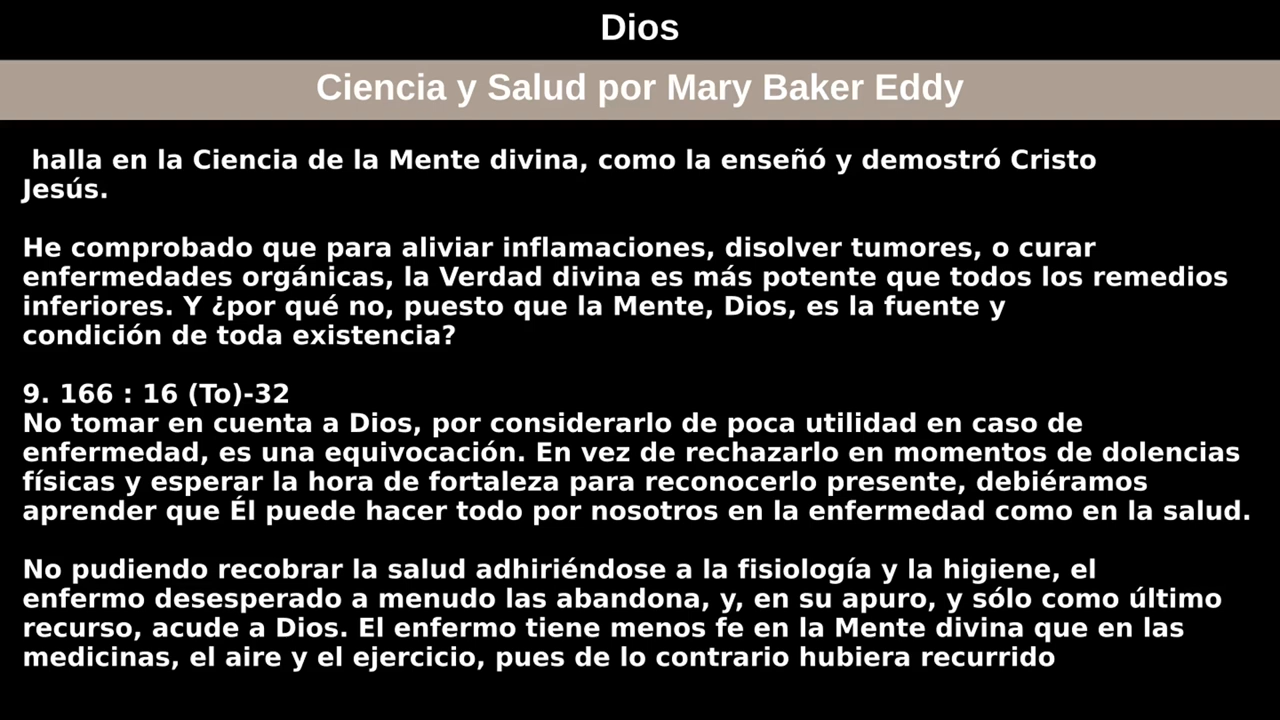 Dios
Ciencia y Salud por Mary Baker Eddy
halla en la Ciencia de la Mente divina, como la enseñó y demostró Cristo
Jesús.
He comprobado que para aliviar inflamaciones, disolver tumores, o curar
enfermedades orgánicas, la Verdad divina es más potente que todos los remedios
inferiores. Y ¿por qué no, puesto que la Mente, Dios, es la fuente y
condición de toda existencia?
9. 166 : 16 (To)-32
No tomar en cuenta a Dios, por considerarlo de poca utilidad en caso de
enfermedad, es una equivocación. En vez de rechazarlo en momentos de dolencias
físicas y esperar la hora de fortaleza para reconocerlo presente, debiéramos
aprender que Él puede hacer todo por nosotros en la enfermedad como en la salud.
No pudiendo recobrar la salud adhiriéndose a la fisiología y la higiene, el
enfermo desesperado a menudo las abandona, y, en su apuro, y sólo como último
recurso, acude a Dios. El enfermo tiene menos fe en la Mente divina que en las
medicinas, el aire y el ejercicio, pues de lo contrario hubiera recurrido